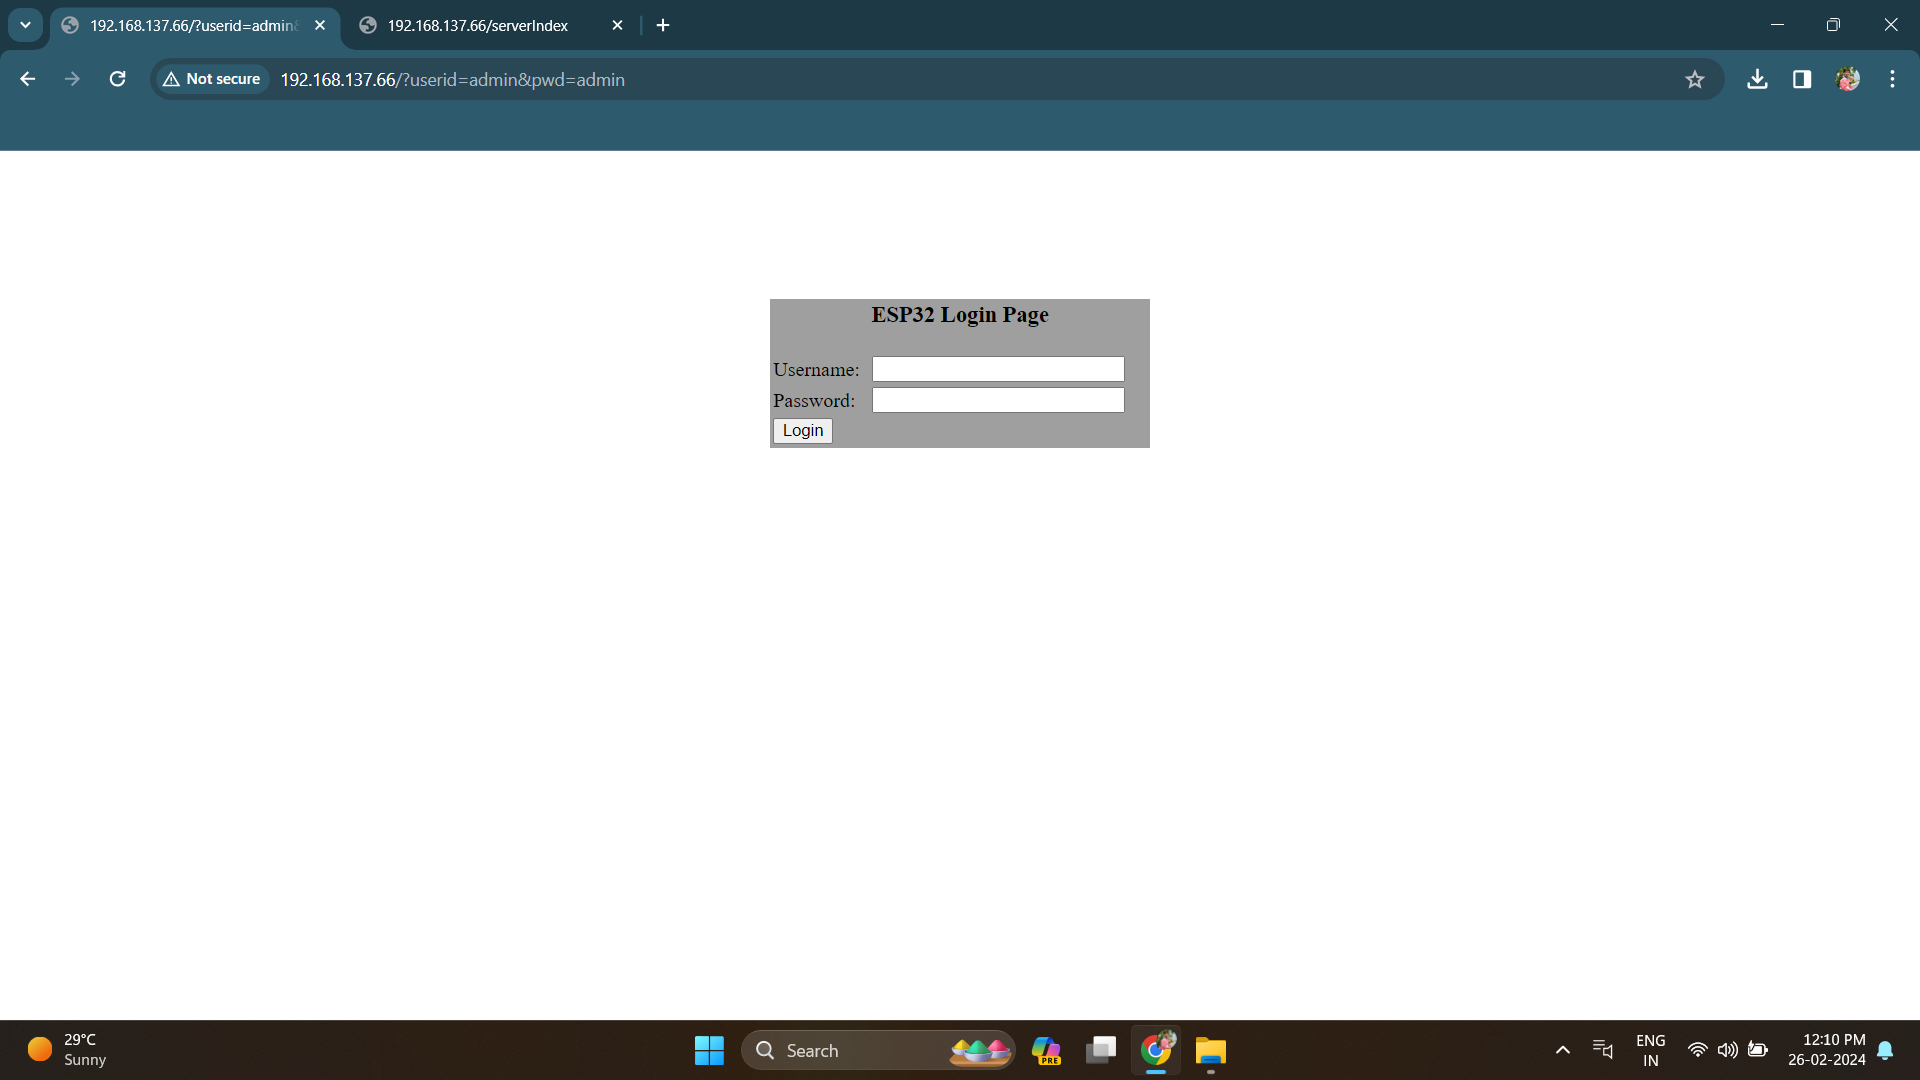 192.168.137.66/?userid=admin&
192.168.137.66/serverIndex
Not secure
192.168.137.66/?userid=admin&pwd=admin
ESP32 Login Page
Username:
Password:
Login
29°C
Sunny
Search
PRE
ENG
IN
12:10 PM
26-02-2024